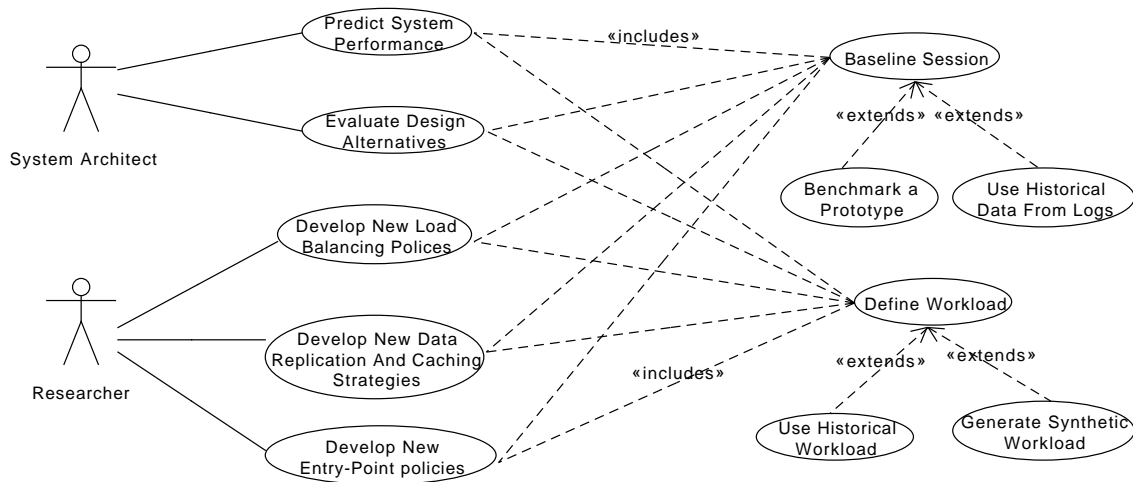 Predict System
Performance
«includes»
Baseline Session
«extends» «extends»
Evaluate Design
Alternatives
System Architect
Benchmark a
Prototype
Use Historical
Data From Logs
Develop New Load
Balancing Polices
Define Workload
Develop New Data
Replication And Caching
Strategies
«extends»
«extends»
«includes»
Researcher
Use Historical
Workload
Generate Synthetic
Workload
Develop New
Entry-Point policies